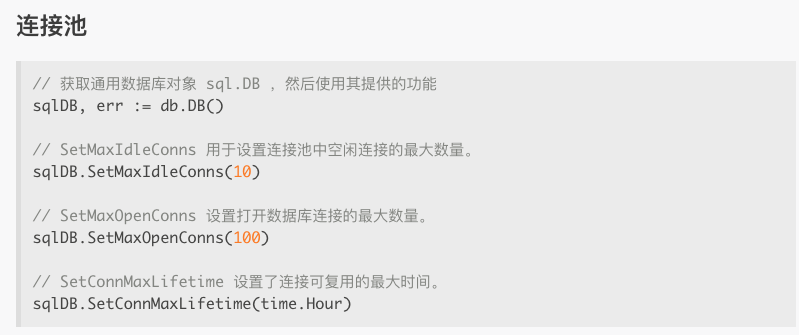 连接池
// 获取通用数据库对象 sql.DB ，然后使用其提供的功能
sqlDB, err := db.DB()
// SetMaxIdleConns 用于设置连接池中空闲连接的最大数量。
sqlDB.SetMaxIdleConns(10)
// SetMaxOpenConns 设置打开数据库连接的最大数量。
sqlDB.SetMaxOpenConns(100)
// SetConnMaxLifetime 设置了连接可复用的最大时间。
sqlDB.SetConnMaxLifetime(time.Hour)